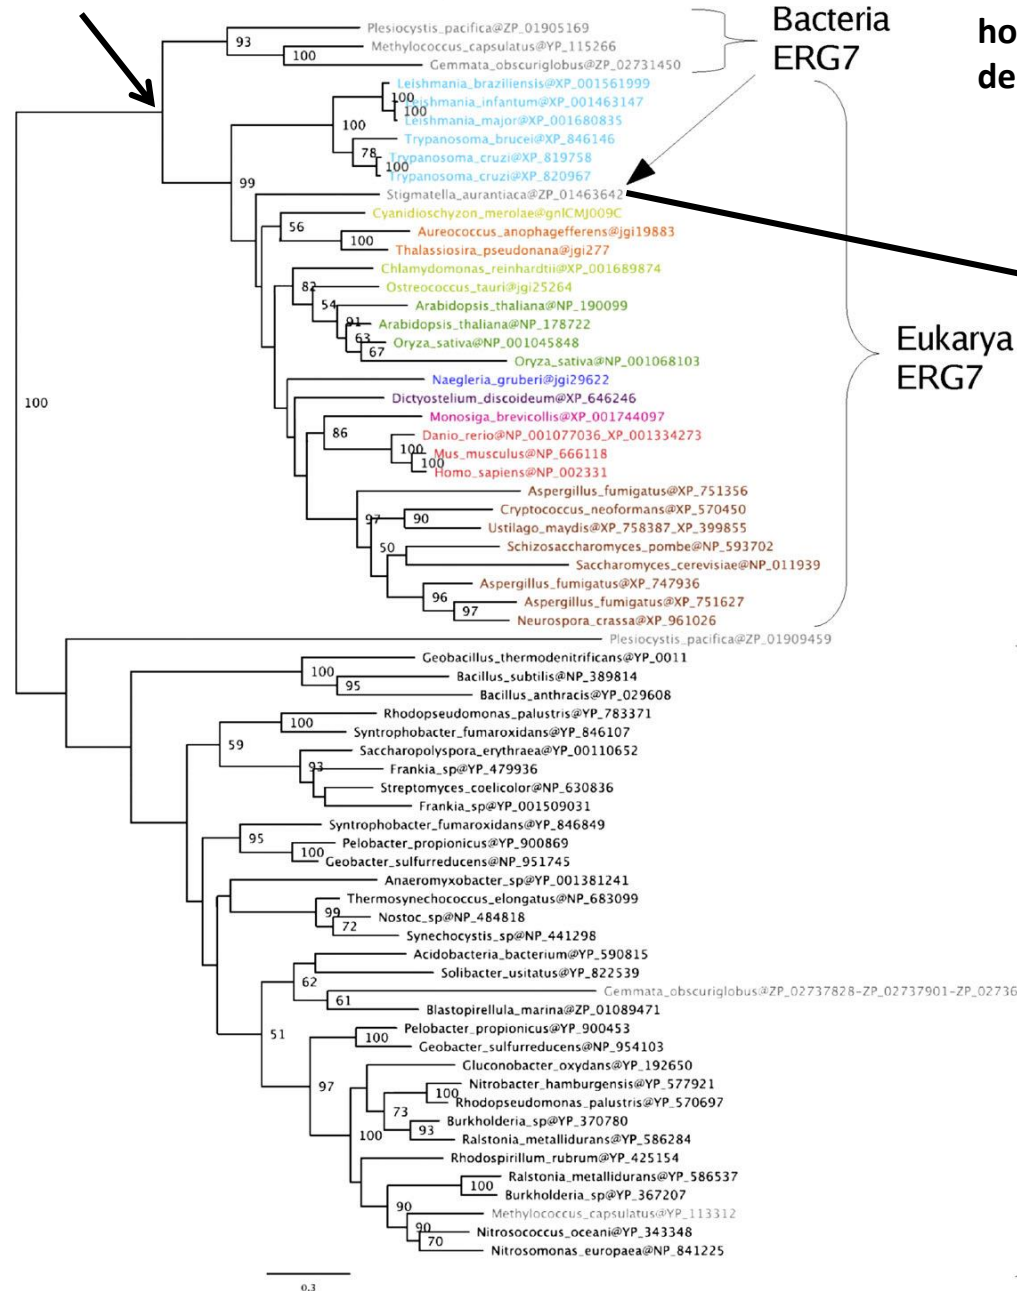 Plesiocystis_pacifica@ZP_01905169
93
Methylococcus_capsulatus@YP_115266
100
Gemmata_obscuriglobus@ZP_02731450
Bacteria
ERG7
ho
de
Leishmania_braziliensis@XP_001561999
100
Leishmania_infantum@XP_001463147
100
Leishmania_major@XP_001680835
100
Trypanosoma_brucei@XP_846146
78
Trypanosoma_cruzi@XP_819758
100
Trypanosoma_cruzi@XP_820967
99
Stigmatella_aurantiaca@ZP_01463642
Cyanidioschyzon_merolae@gnlCMJ009C
56
Aureococcus_anophagefferens@jgi19883
100
Thalassiosira_pseudonana@jgi277
Chlamydomonas_reinhardtii@XP_001689874
82
Ostreococcus_tauri@jgi25264
54
Arabidopsis_thaliana@NP_190099
91
Arabidopsis_thaliana@NP_178722
63
Oryza_sativa@NP_001045848
67
Oryza_sativa@NP_001068103
Eukarya
ERG7
Naegleria_gruberi@jgi29622
Dictyostelium_discoideum@XP_646246
100
Monosiga_brevicollis@XP_001744097
86
Danio_rerio@NP_001077036_XP_001334273
100
Mus_musculus@NP_666118
100
Homo_sapiens@NP_002331
Aspergillus_fumigatus@XP_751356
Cryptococcus_neoformans@XP_570450
97
90
Ustilago_maydis@XP_758387_XP_399855
Schizosaccharomyces_pombe@NP_593702
50
Saccharomyces_cerevisiae@NP_011939
Aspergillus_fumigatus@XP_747936
96
Aspergillus_fumigatus@XP_751627
97
Neurospora_crassa@XP_961026
Plesiocystis_pacifica@ZP_01909459
Geobacillus_thermodenitrificans@YP_0011
100
Bacillus_subtilis@NP_389814
95
Bacillus_anthracis@YP_029608
Rhodopseudomonas_palustris@YP_783371
100
Syntrophobacter_fumaroxidans@YP_846107
59
Saccharopolyspora_erythraea@YP_00110652
93
Frankia_sp@YP_479936
Streptomyces_coelicolor@NP_630836
Frankia_sp@YP_001509031
Syntrophobacter_fumaroxidans@YP_846849
95
Pelobacter_propionicus@YP_900869
100
Geobacter_sulfurreducens@NP_951745
Anaeromyxobacter_sp@YP_001381241
Thermosynechococcus_elongatus@NP_683099
99
Nostoc_sp@NP_484818
72
Synechocystis_sp@NP_441298
Acidobacteria_bacterium@YP_590815
Solibacter_usitatus@YP_822539
62
Gemmata_obscuriglobus@ZP_02737828-ZP_02737901-ZP_02736
61
Blastopirellula_marina@ZP_01089471
51
Pelobacter_propionicus@YP_900453
100
Geobacter_sulfurreducens@NP_954103
Gluconobacter_oxydans@YP_192650
97
Nitrobacter_hamburgensis@YP_577921
100
Rhodopseudomonas_palustris@YP_570697
73
Burkholderia_sp@YP_370780
93
100
Ralstonia_metallidurans@YP_586284
Rhodospirillum_rubrum@YP_425154
Ralstonia_metallidurans@YP_586537
100
Burkholderia_sp@YP_367207
90
Methylococcus_capsulatus@YP_113312
90
Nitrosococcus_oceani@YP_343348
70
Nitrosomonas_europaea@NP_841225
0.3